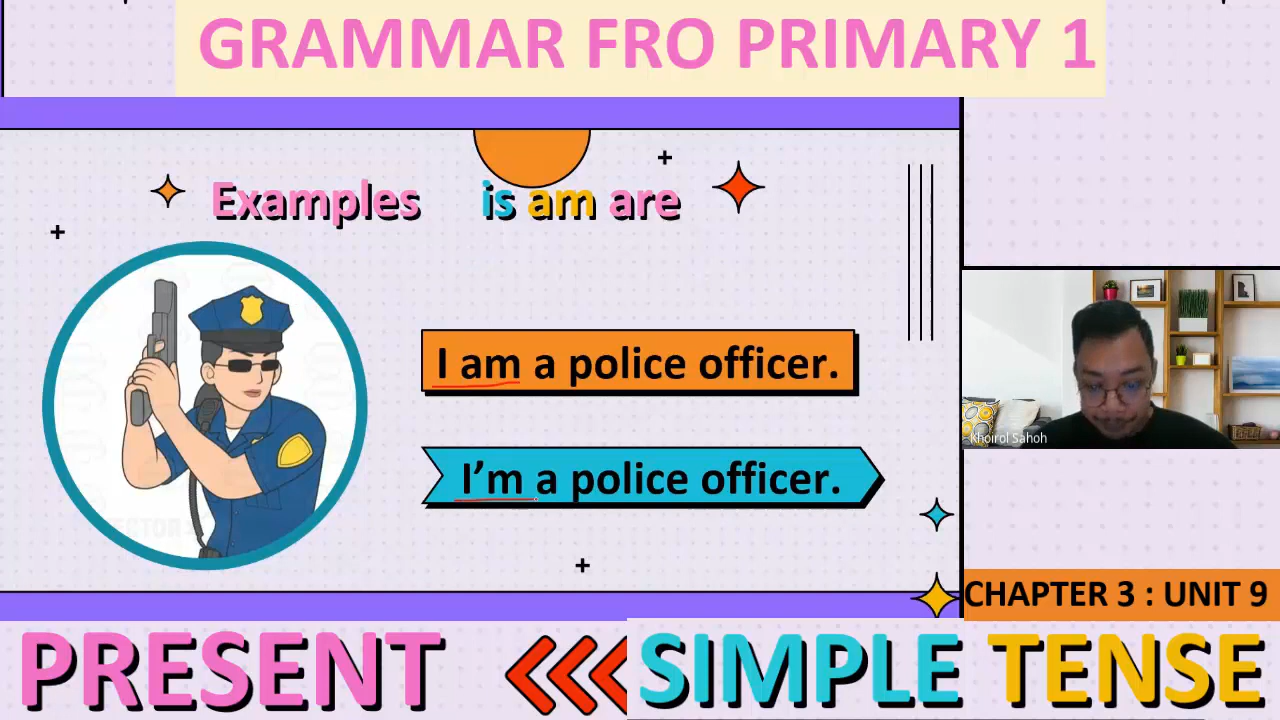 GRAMMAR FRO PRIMARY 1
Examples is am are
I am a police officer.
I’m a police officer.
Khoirol Sahoh
CHAPTER 3 : UNIT 9
PRESENT
SIMPLE TENSE